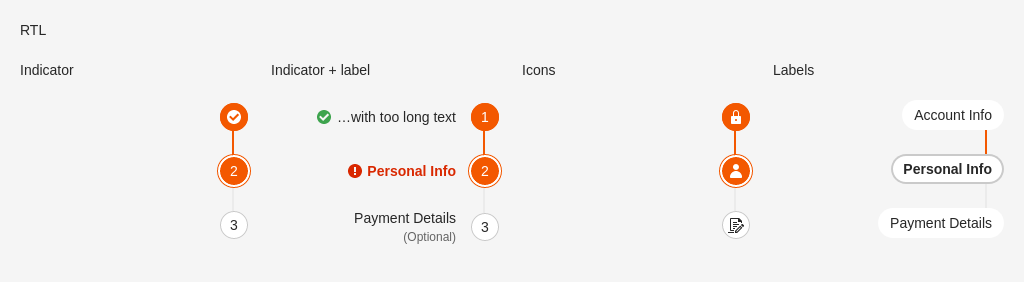 RTL
Indicator
Indicator + label
Icons
Labels
2
3
…with too long text
1
Personal Info
2
Payment Details
(Optional)
3
Account Info
Personal Info
Payment Details